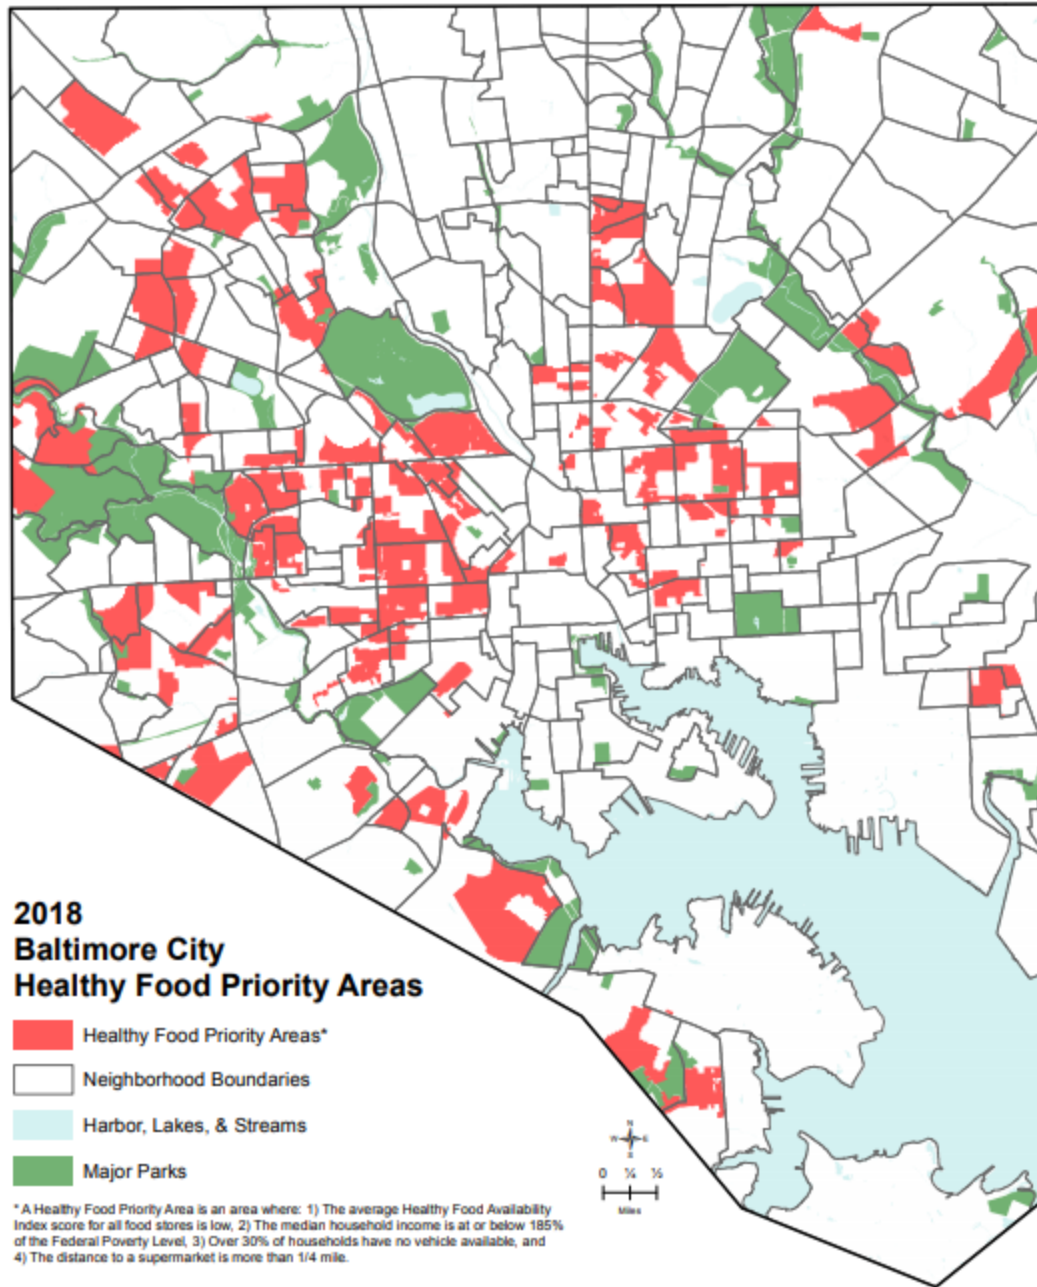 2018
Baltimore City
Healthy Food Priority Areas
Healthy Food Priority Areas*
Neighborhood Boundaries
Harbor, Lakes, & Streams
Major Parks
N
W E
S
0 ¼ ½
Miles
* A Healthy Food Priority Area is an area where: 1) The average Healthy Food Availability
Index score for all food stores is low, 2) The median household income is at or below 185%
of the Federal Poverty Level, 3) Over 30% of households have no vehicle available, and
4) The distance to a supermarket is more than 1/4 mile.